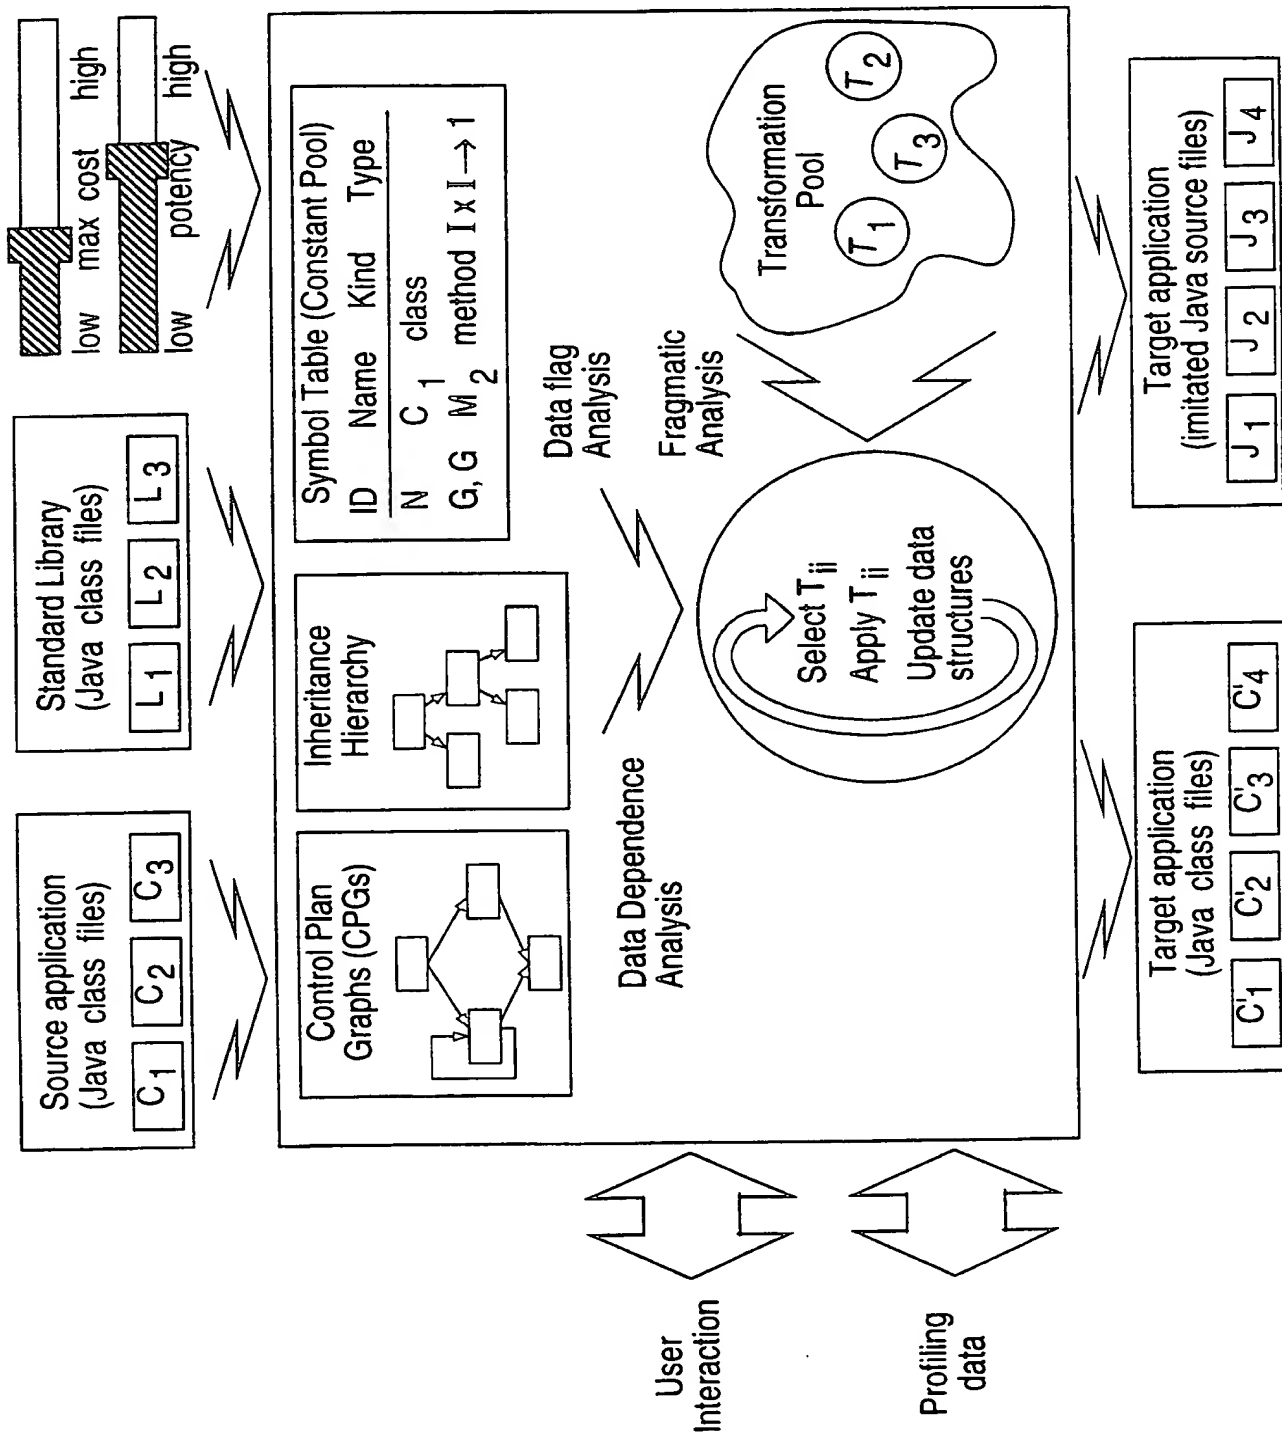 Source application
(Java class files)
C1 C2 C3
Standard Library
(Java class files)
L1 L2 L3
low max cost high
low potency high
Control Plan
Graphs (CPGs)
Inheritance
Hierarchy
Symbol Table (Constant Pool)
ID Name Kind Type
N C1 class
G, G M2 method I x I → 1
Data Dependence
Analysis
Data flag
Analysis
Fragmatic
Analysis
User
Interaction
Profiling
data
Select Tii
Apply Tii
Update data
structures
Transformation
Pool
T1 T3 T2
Target application
(Java class files)
C'1 C'2 C'3 C'4
Target application
(imitated Java source files)
J1 J2 J3 J4